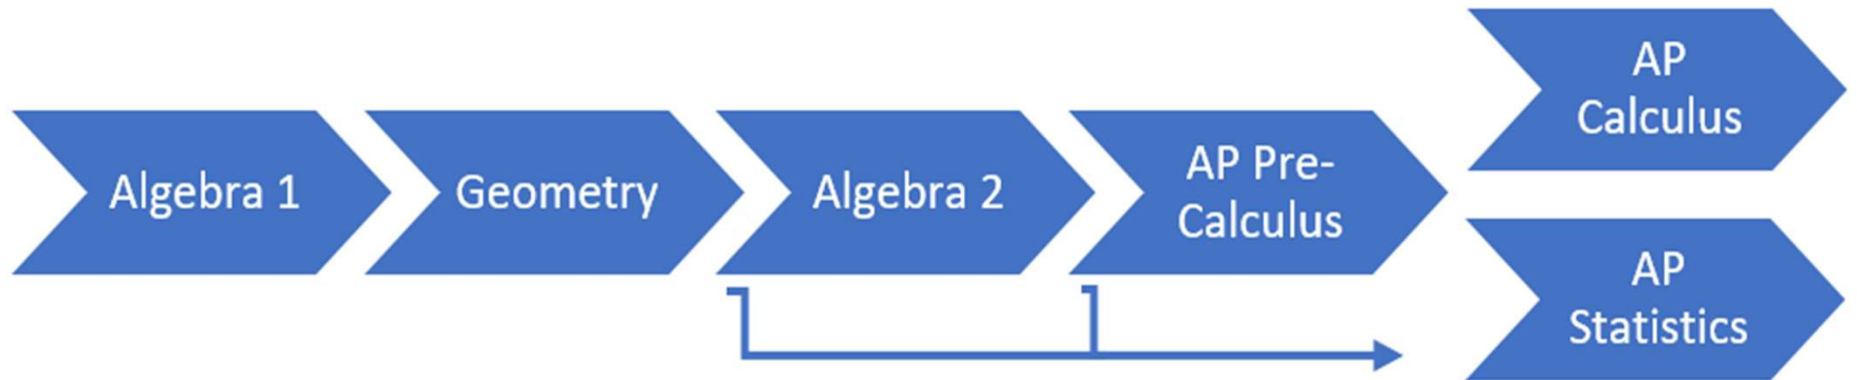 Algebra 1
Geometry
Algebra 2
AP Pre-
Calculus
AP
Calculus
AP
Statistics